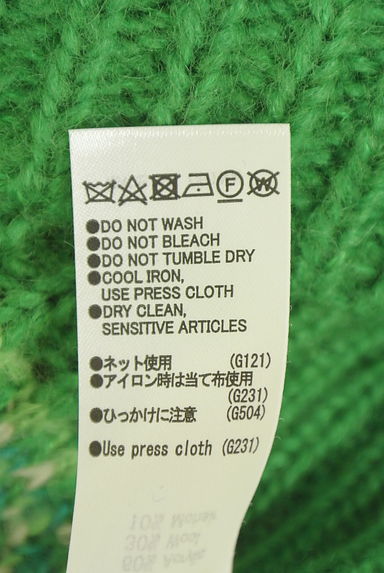 F W
●DO NOT WASH
●DO NOT BLEACH
●DO NOT TUMBLE DRY
●COOL IRON,
USE PRESS CLOTH
●DRY CLEAN,
SENSITIVE ARTICLES
●ネット使用 (G121)
●アイロン時は当て布使用
(G231)
●ひっかけに注意 (G504)
●Use press cloth (G231)